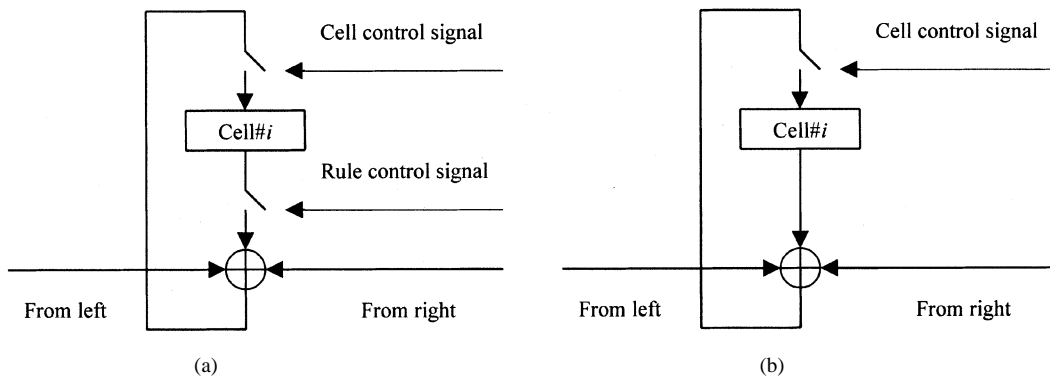 Cell control signal
Cell#i
Rule control signal
From left
From right
(a)
Cell control signal
Cell#i
From left
From right
(b)